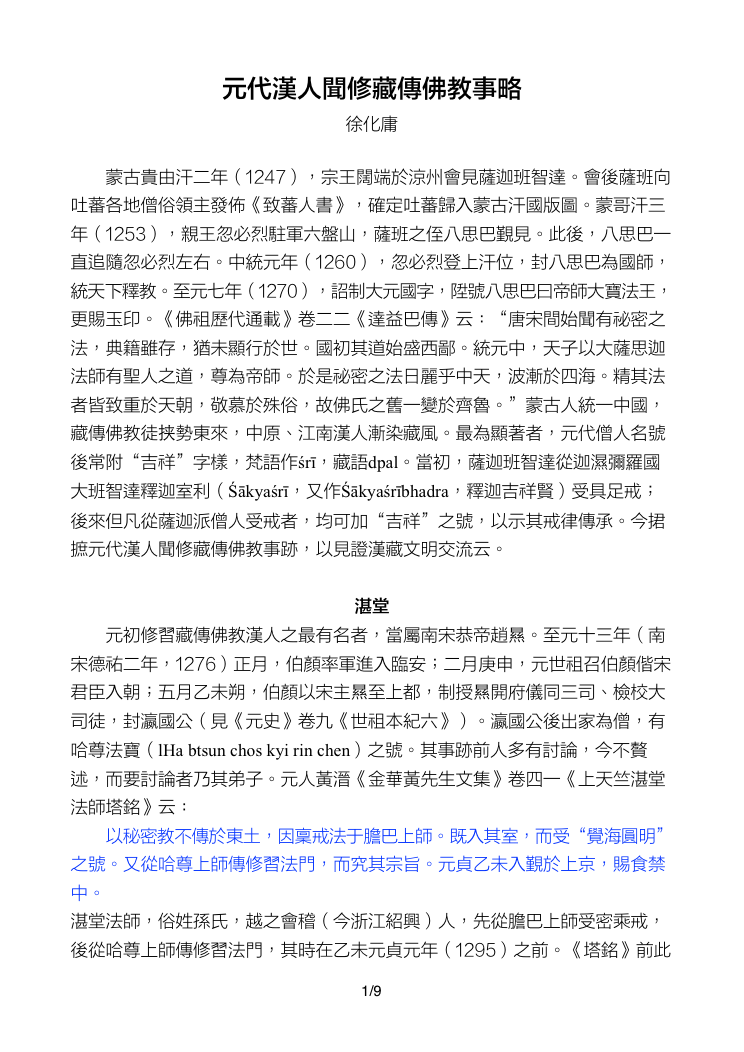 元代漢人聞修藏傳佛教事略
徐化庸
蒙古貴由汗二年（1247），宗王闊端於涼州會見薩迦班智達。會後薩班向
吐蕃各地僧俗領主發佈《致蕃人書》，確定吐蕃歸入蒙古汗國版圖。蒙哥汗三
年（1253），親王忽必烈駐軍六盤山，薩班之侄八思巴覲見。此後，八思巴一
直追隨忽必烈左右。中統元年（1260），忽必烈登上汗位，封八思巴為國師，
統天下釋教。至元七年（1270），詔制大元國字，陞號八思巴曰帝師大寶法王，
更賜玉印。《佛祖歷代通載》卷二二《達益巴傳》云：“唐宋間始聞有祕密之
法，典籍雖存，猶未顯行於世。國初其道始盛西鄙。統元中，天子以大薩思迦
法師有聖人之道，尊為帝師。於是祕密之法日麗乎中天，波漸於四海。精其法
者皆致重於天朝，敬慕於殊俗，故佛氏之舊一變於齊魯。”蒙古人統一中國，
藏傳佛教徒挾勢東來，中原、江南漢人漸染藏風。最為顯著者，元代僧人名號
後常附“吉祥”字樣，梵語作śrī，藏語dpal。當初，薩迦班智達從迦濕彌羅國
大班智達釋迦室利（Śākyaśrī，又作Śākyaśrībhadra，釋迦吉祥賢）受具足戒；
後來但凡從薩迦派僧人受戒者，均可加“吉祥”之號，以示其戒律傳承。今捃
摭元代漢人聞修藏傳佛教事跡，以見證漢藏文明交流云。
湛堂
元初修習藏傳佛教漢人之最有名者，當屬南宋恭帝趙㬎。至元十三年（南
宋德祐二年，1276）正月，伯顏率軍進入臨安；二月庚申，元世祖召伯顏偕宋
君臣入朝；五月乙未朔，伯顏以宋主㬎至上都，制授㬎開府儀同三司、檢校大
司徒，封瀛國公（見《元史》卷九《世祖本紀六》）。瀛國公後出家為僧，有
哈尊法寶（lHa btsun chos kyi rin chen）之號。其事跡前人多有討論，今不贅
述，而要討論者乃其弟子。元人黃溍《金華黃先生文集》卷四一《上天竺湛堂
法師塔銘》云：
以秘密教不傳於東土，因稟戒法于膽巴上師。既入其室，而受“覺海圓明”
之號。又從哈尊上師傳修習法門，而究其宗旨。元貞乙未入覲於上京，賜食禁
中。
湛堂法師，俗姓孫氏，越之會稽（今浙江紹興）人，先從膽巴上師受密乘戒，
後從哈尊上師傳修習法門，其時在乙未元貞元年（1295）之前。《塔銘》前此
1/9